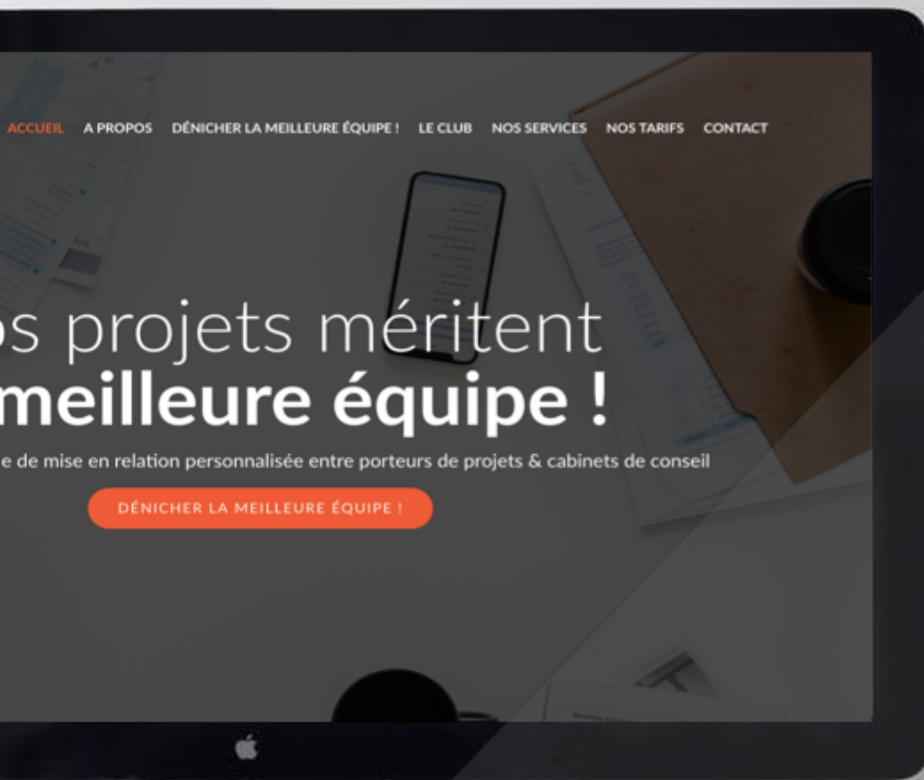 ACCUEIL A PROPOS DÉNICHER LA MEILLEURE ÉQUIPE ! LE CLUB NOS SERVICES NOS TARIFS CONTACT
projets méritent
meilleure équipe !
de mise en relation personnalisée entre porteurs de projets & cabinets de conseil
DÉNICHER LA MEILLEURE ÉQUIPE !